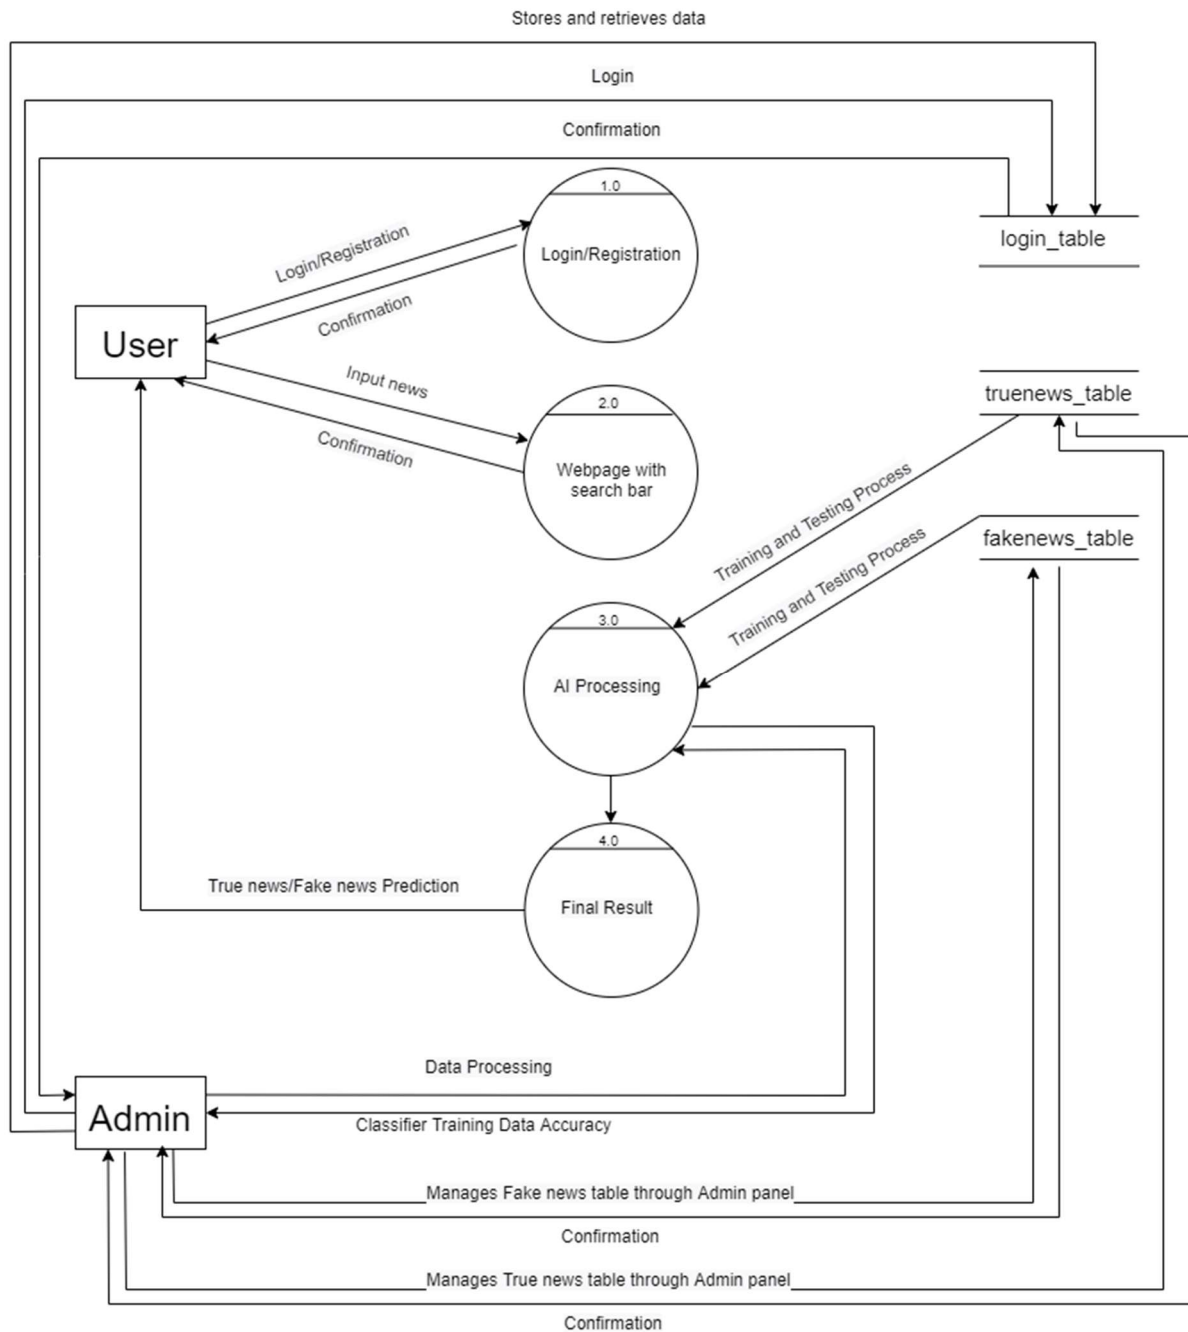 Stores and retrieves data
Login
Confirmation
1.0
Login/Registration
login_table
Login/Registration
Confirmation
User
Input news
Confirmation
2.0
Webpage with
search bar
truenews_table
Training and Testing Process
fakenews_table
Training and Testing Process
3.0
AI Processing
4.0
Final Result
True news/Fake news Prediction
Data Processing
Admin
Classifier Training Data Accuracy
Manages Fake news table through Admin panel
Confirmation
Manages True news table through Admin panel
Confirmation